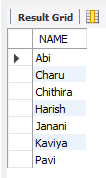 Result Grid
NAME
Abi
Charu
Chithira
Harish
Janani
Kaviya
Pavi